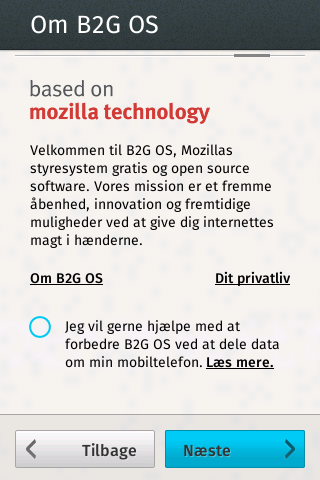 Om B2G OS
based on
mozilla technology
Velkommen til B2G OS, Mozillas
styresystem gratis og open source
software. Vores mission er et fremme
åbenhed, innovation og fremtidige
muligheder ved at give dig internettes
magt i hænderne.
Om B2G OS Dit privatliv
Jeg vil gerne hjælpe med at
forbedre B2G OS ved at dele data
om min mobiltelefon. Læs mere.
Tilbage Næste